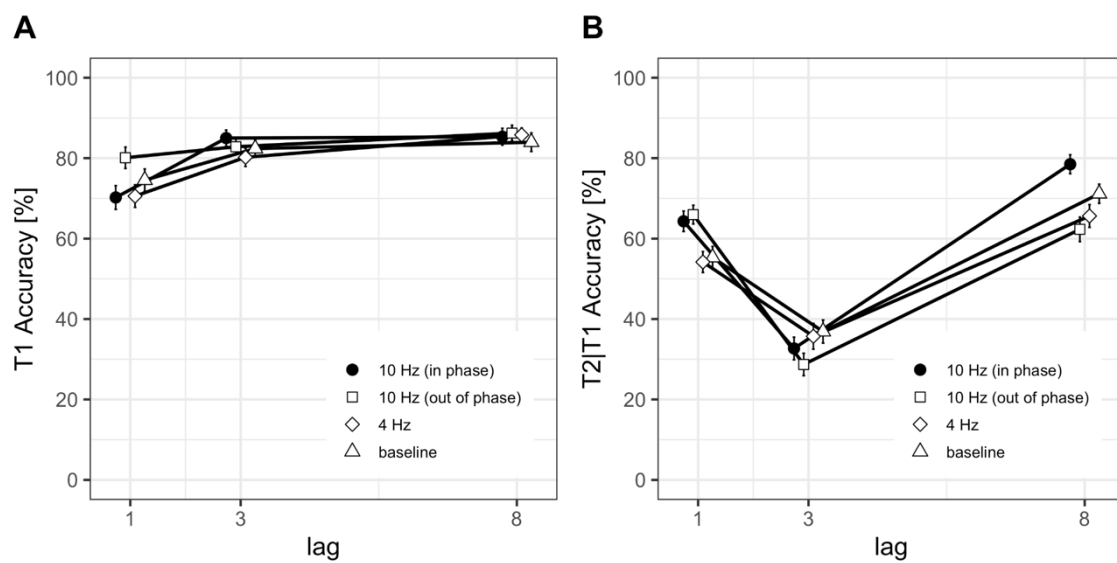 A
T1 Accuracy [%]
100
80
60
40
20
0
10 Hz (in phase)
10 Hz (out of phase)
4 Hz
baseline
1 3 8
lag
B
T2|T1 Accuracy [%]
100
80
60
40
20
0
10 Hz (in phase)
10 Hz (out of phase)
4 Hz
baseline
1 3 8
lag